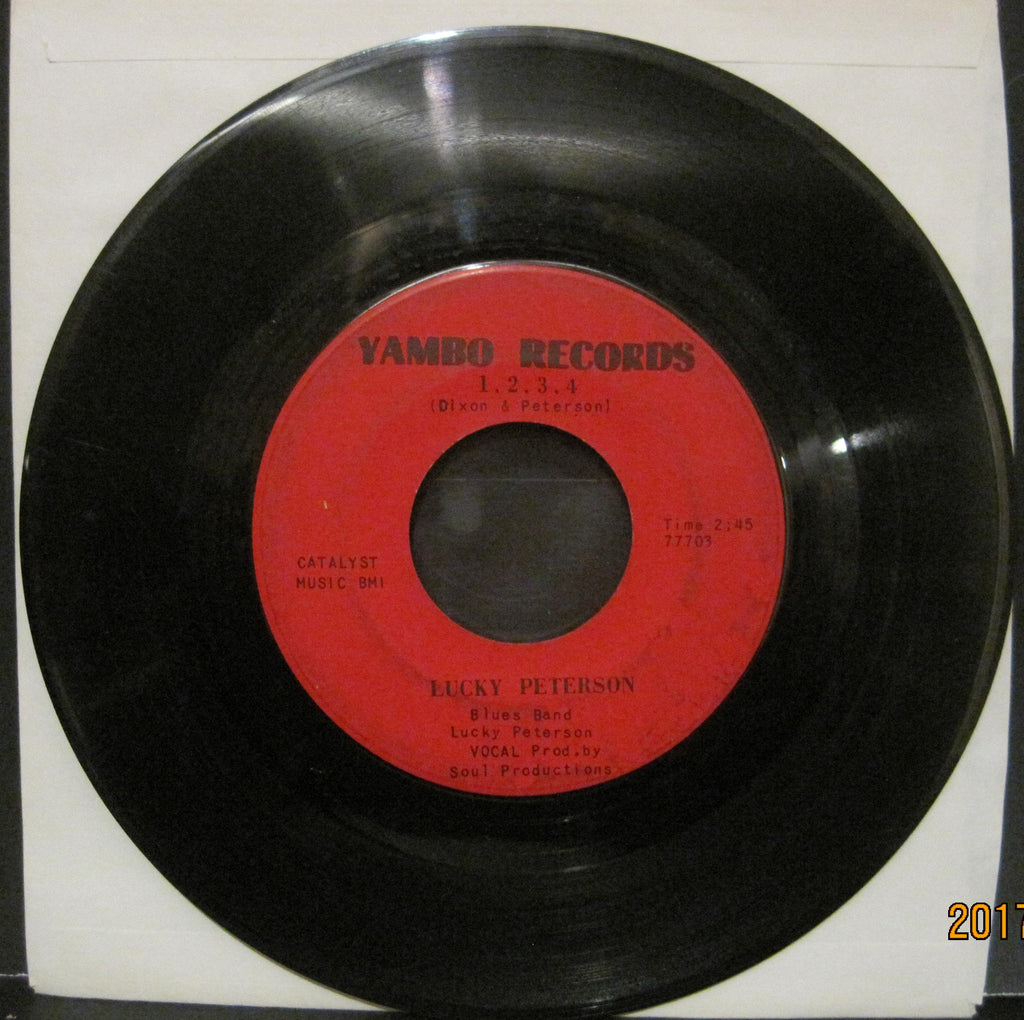 YAMBO RECORDS
1.2.3.4
(Dixon & Peterson)
Time 2:45
77703
CATALYST
MUSIC BMI
LUCKY PETERSON
Blues Band
Lucky Peterson
VOCAL Prod.by
Soul Productions
2017